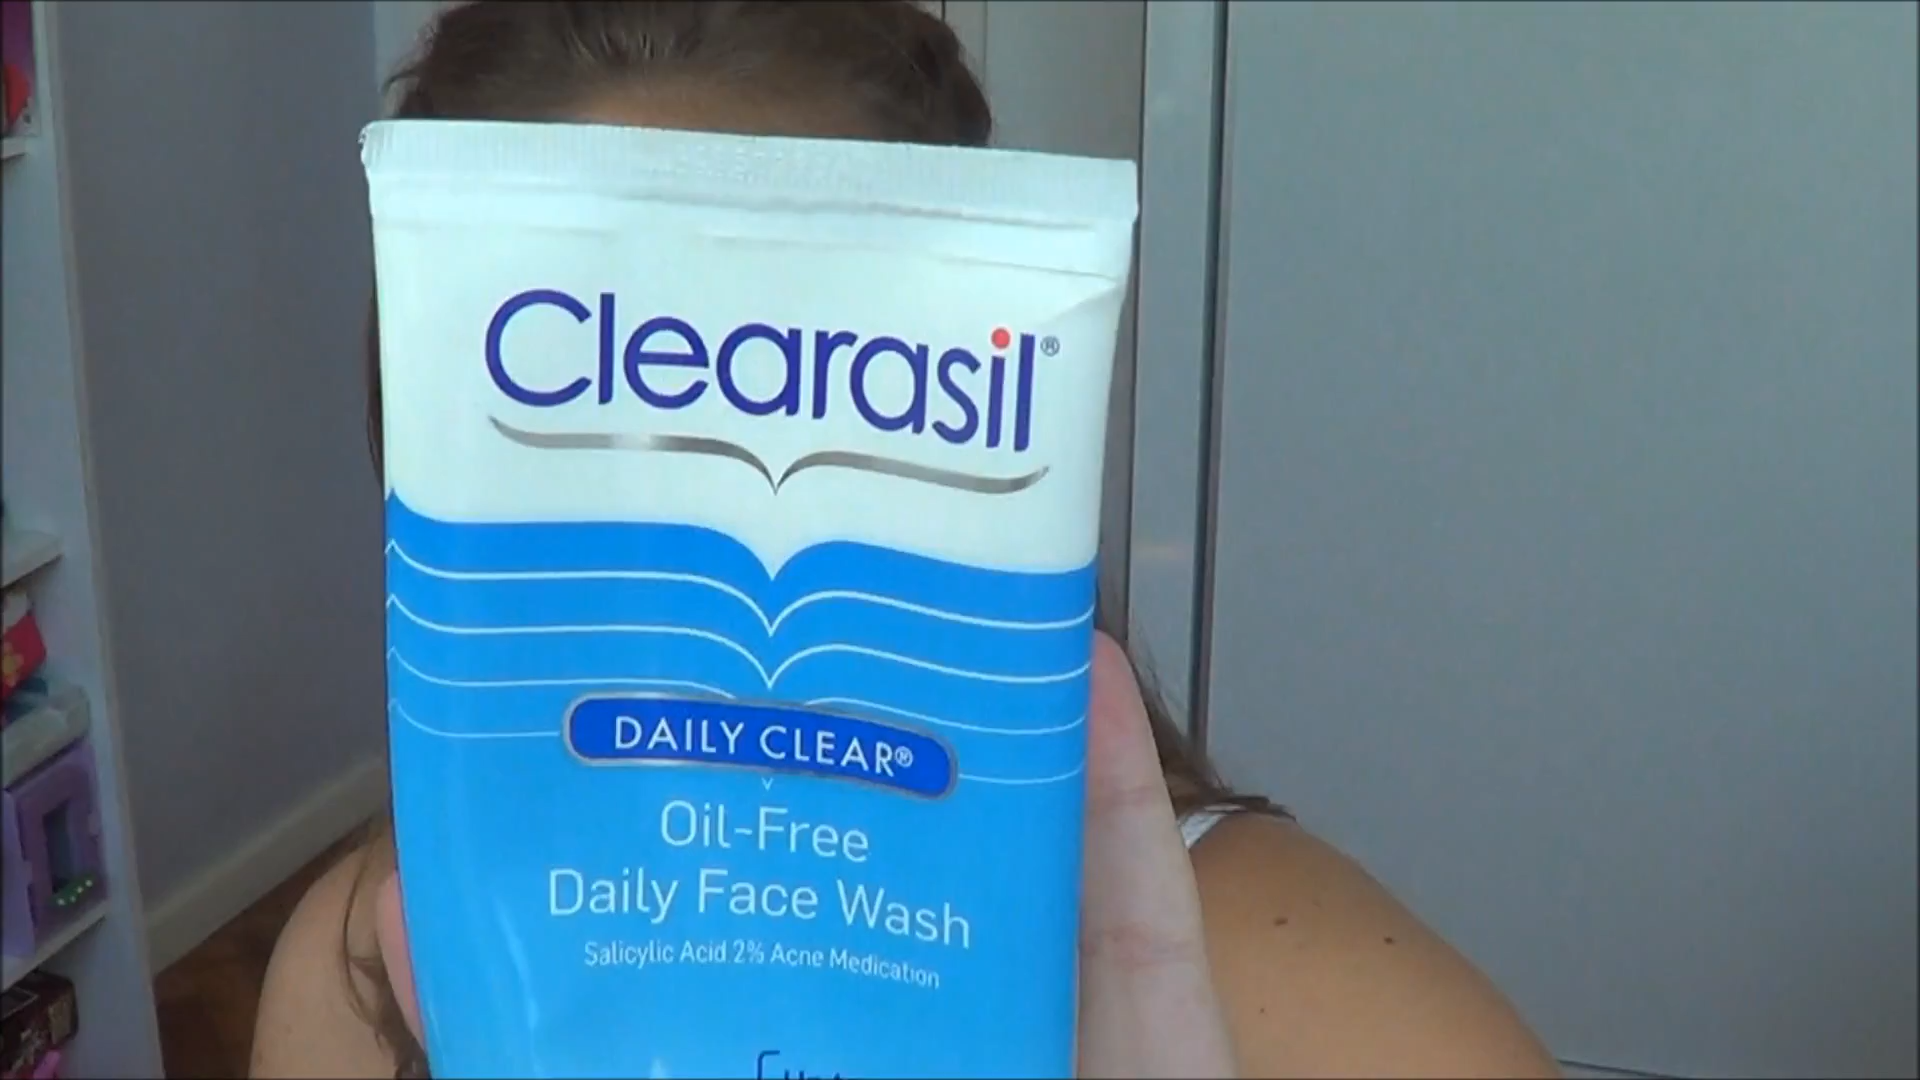 Clearasil®
DAILY CLEAR®
Oil-Free
Daily Face Wash
Salicylic Acid 2% Acne Medication